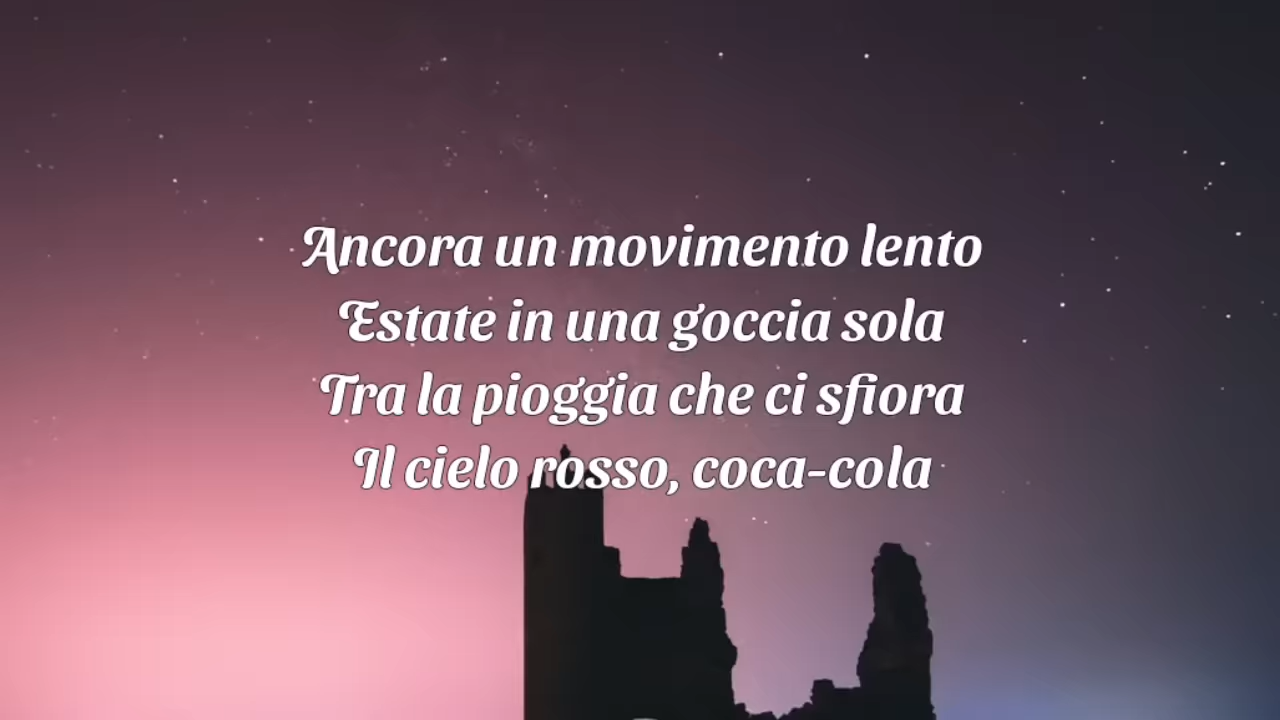 Ancora un movimento lento
Estate in una goccia sola
Tra la pioggia che ci sfiora
Il cielo rosso, coca-cola